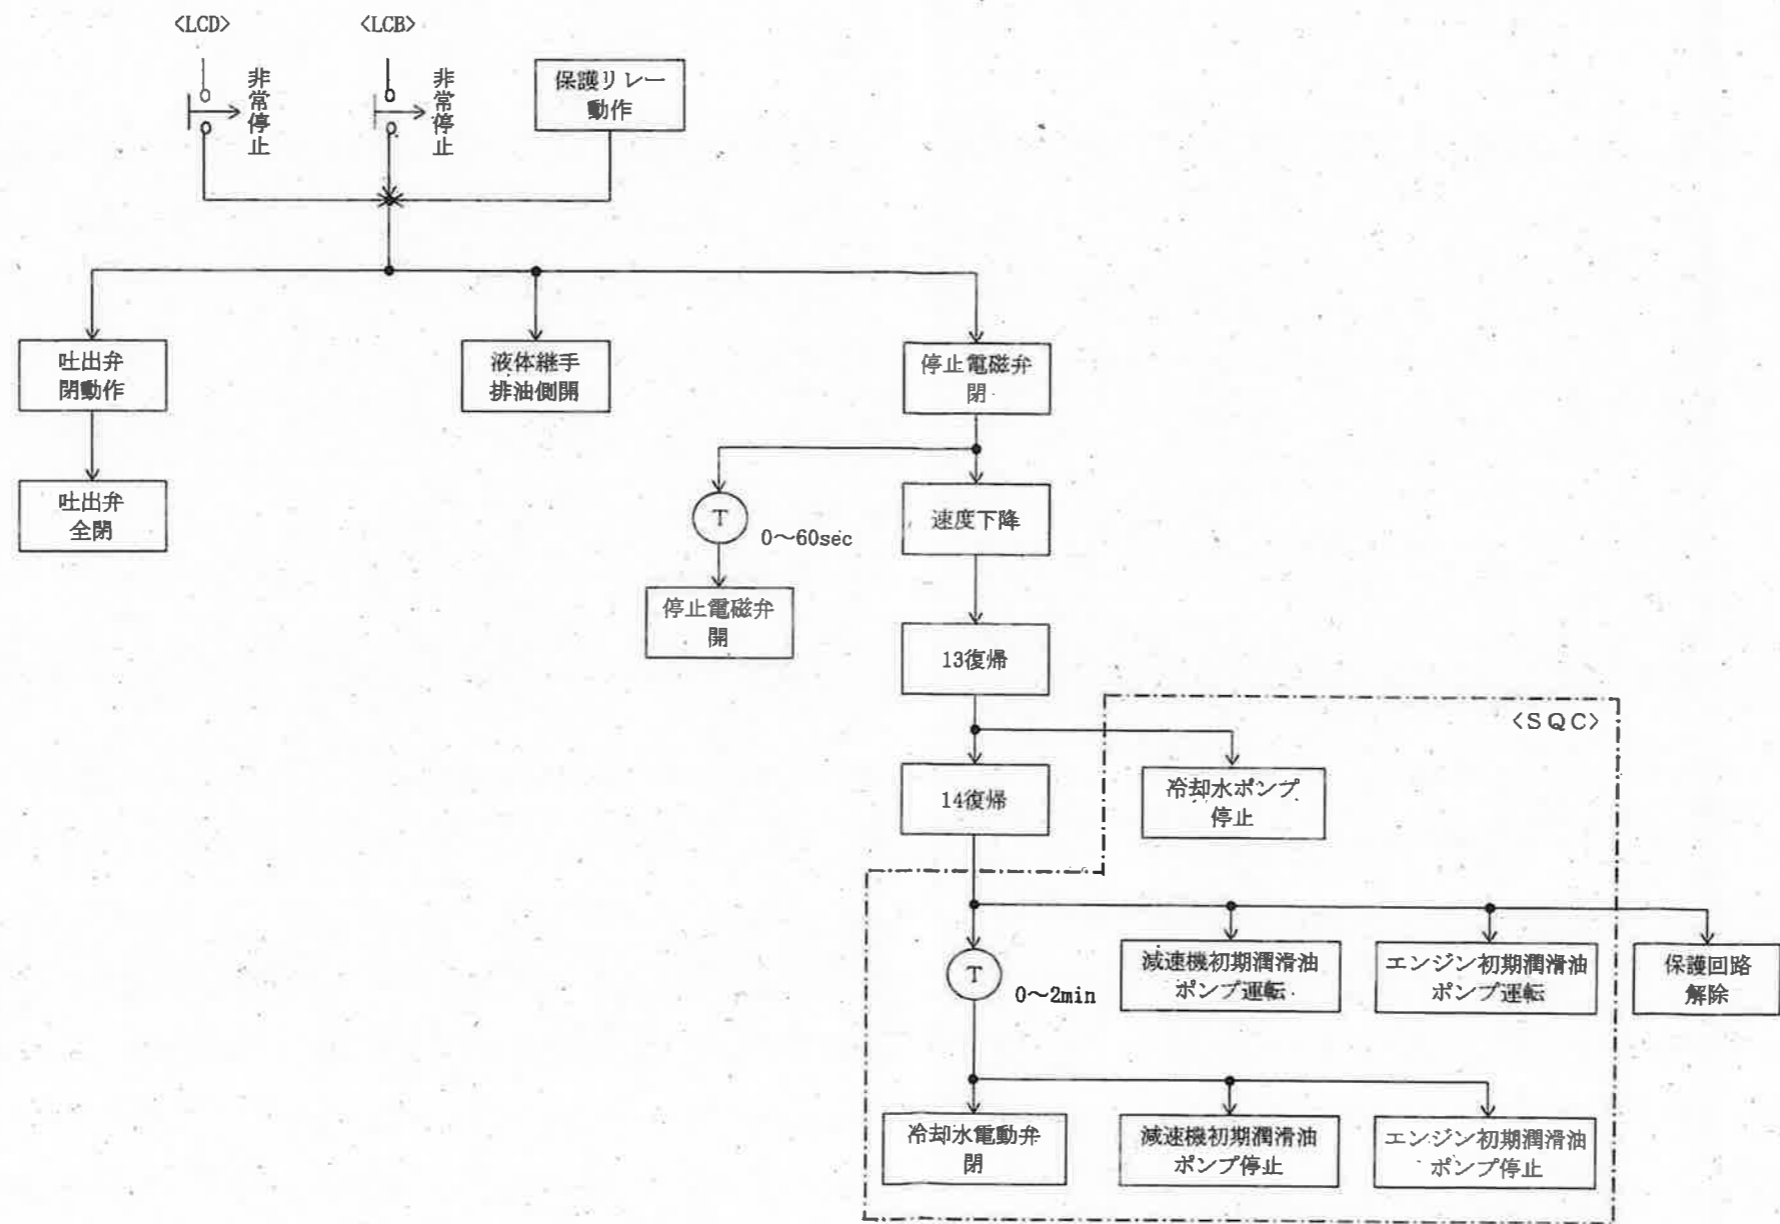 <LCD>
<LCB>
非常停止
非常停止
保護リレー
動作
吐出弁
閉動作
液体継手
排油側開
停止電磁弁
閉
吐出弁
全閉
T
0～60sec
速度下降
停止電磁弁
開
13復帰
<SQC>
14復帰
冷却水ポンプ
停止
T
0～2min
減速機初期潤滑油
ポンプ運転
エンジン初期潤滑油
ポンプ運転
保護回路
解除
冷却水電動弁
閉
減速機初期潤滑油
ポンプ停止
エンジン初期潤滑油
ポンプ停止